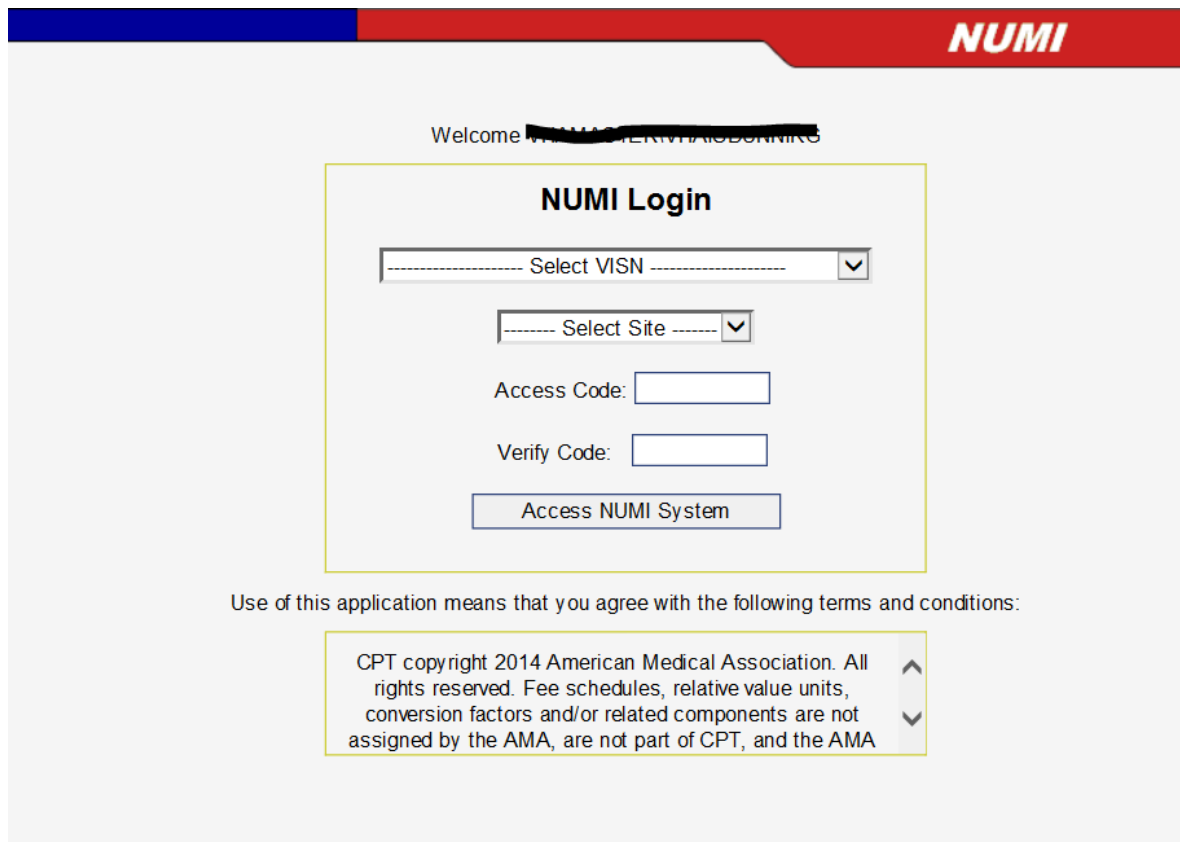 NUMI
Welcome
NUMI Login
--------------------- Select VISN ---------------------
-------- Select Site -------
Access Code:
Verify Code:
Access NUMI System
Use of this application means that you agree with the following terms and conditions:
CPT copyright 2014 American Medical Association. All
rights reserved. Fee schedules, relative value units,
conversion factors and/or related components are not
assigned by the AMA, are not part of CPT, and the AMA